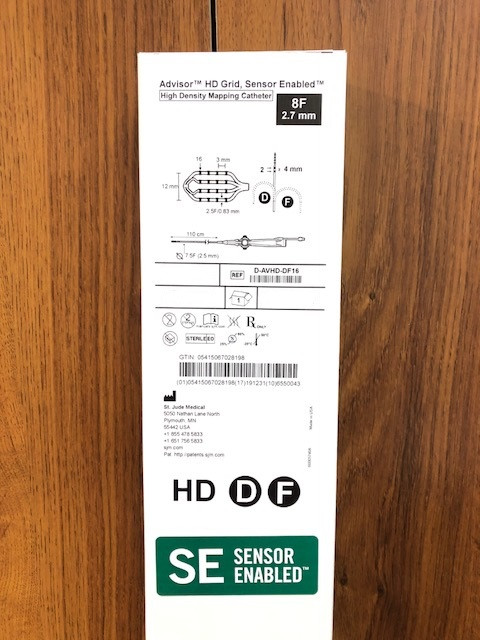 Advisor™ HD Grid, Sensor Enabled™
High Density Mapping Catheter
8F
2.7 mm
16
3 mm
12 mm
2.5F/0.83 mm
2
4 mm
D
F
110 cm
7.5F (2.5 mm)
REF
D-AVHD-DF16
1
R ONLY
STERILE EO
GTIN: 05415067028198
(01)05415067028198(17)191231(10)6550043
St. Jude Medical
5050 Nathan Lane North
Plymouth, MN
55442 USA
+1 855 478 5833
+1 651 756 5833
sjm.com
Pat. http://patents.sjm.com
Made in USA
HD D F
SE SENSOR
ENABLED™